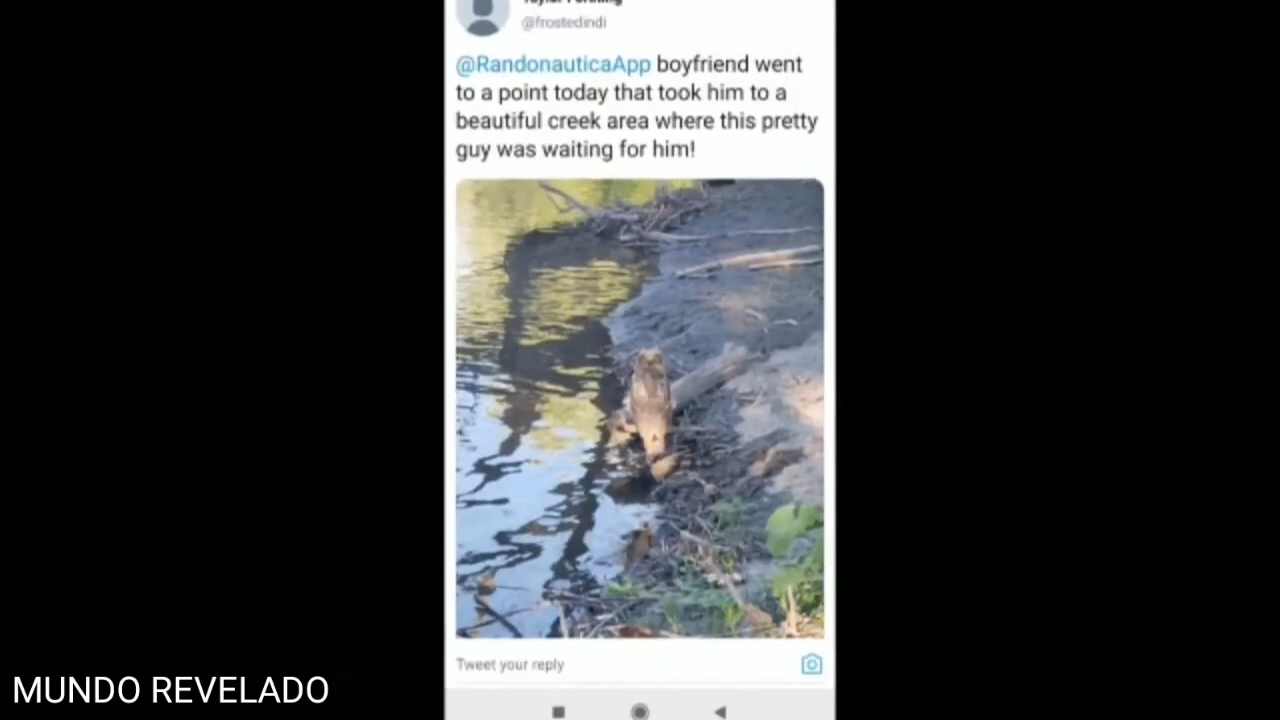 @frostedindi
@RandonauticaApp boyfriend went
to a point today that took him to a
beautiful creek area where this pretty
guy was waiting for him!
Tweet your reply
MUNDO REVELADO